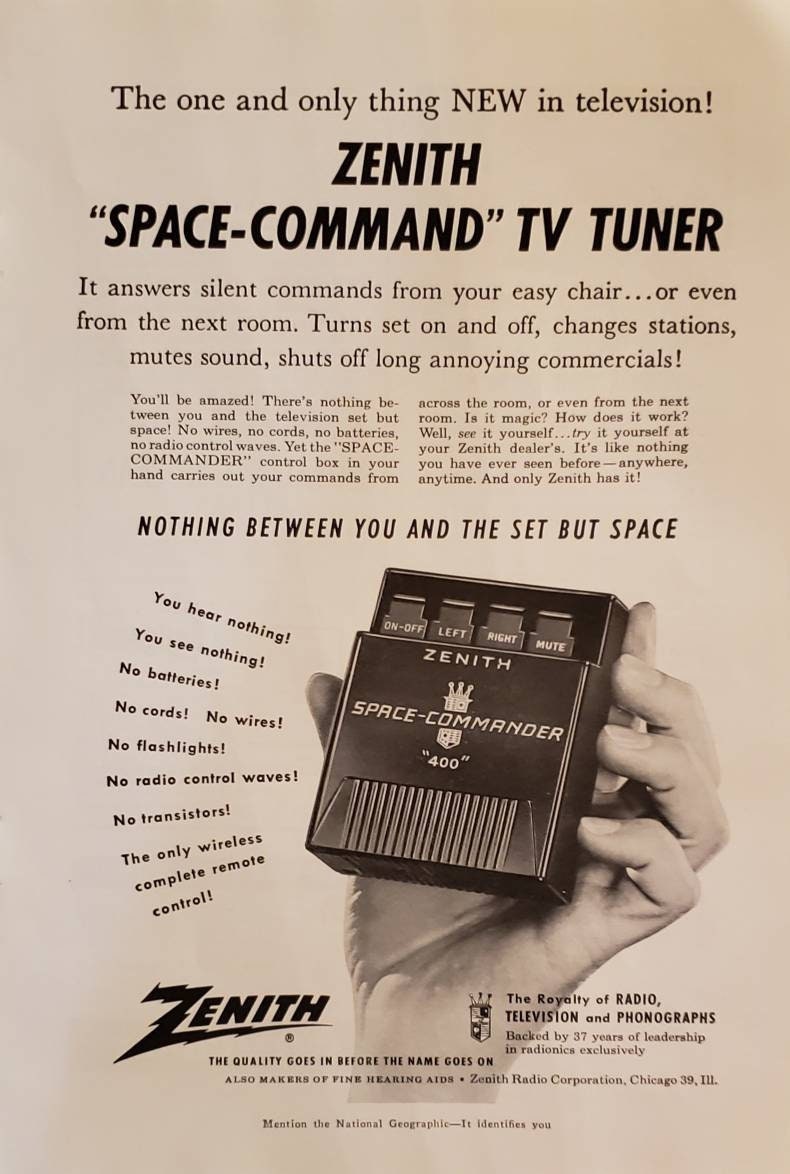 The one and only thing NEW in television!
ZENITH
“SPACE-COMMAND” TV TUNER
It answers silent commands from your easy chair...or even
from the next room. Turns set on and off, changes stations,
mutes sound, shuts off long annoying commercials!
You'll be amazed! There's nothing be-
tween you and the television set but
space! No wires, no cords, no batteries,
no radio control waves. Yet the "SPACE-
COMMANDER" control box in your
hand carries out your commands from
across the room, or even from the next
room. Is it magic? How does it work?
Well, see it yourself...try it yourself at
your Zenith dealer's. It's like nothing
you have ever seen before—anywhere,
anytime. And only Zenith has it!
NOTHING BETWEEN YOU AND THE SET BUT SPACE
You hear nothing!
You see nothing!
No batteries!
No cords! No wires!
No flashlights!
No radio control waves!
No transistors!
The only wireless
complete remote
control!
ON-OFF LEFT RIGHT MUTE
ZENITH
SPACE-COMMANDER
"400"
ZENITH
®
THE QUALITY GOES IN BEFORE THE NAME GOES ON
The Royalty of RADIO,
TELEVISION and PHONOGRAPHS
Backed by 37 years of leadership
in radionics exclusively
ALSO MAKERS OF FINE HEARING AIDS • Zenith Radio Corporation, Chicago 39, Ill.
Mention the National Geographic—It identifies you